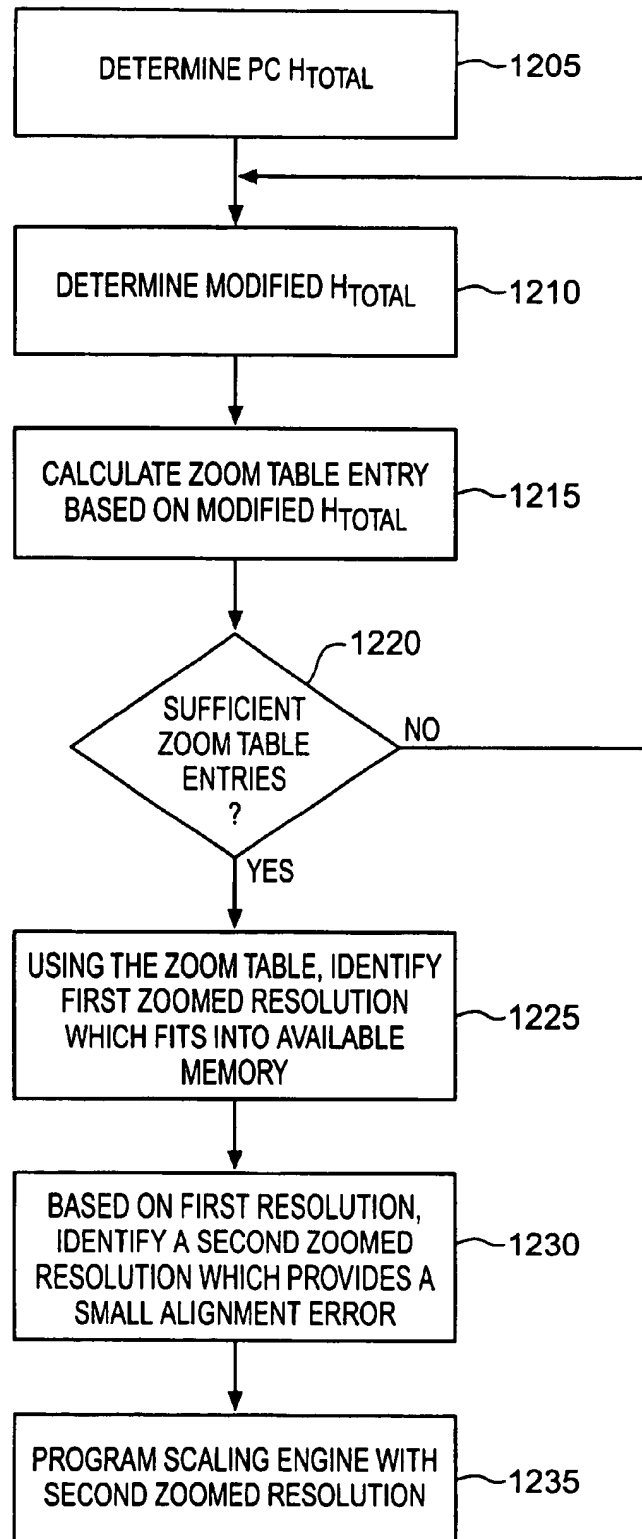 DETERMINE PC HTOTAL
1205
DETERMINE MODIFIED HTOTAL
1210
CALCULATE ZOOM TABLE ENTRY
BASED ON MODIFIED HTOTAL
1215
1220
SUFFICIENT
ZOOM TABLE
ENTRIES
?
NO
YES
USING THE ZOOM TABLE, IDENTIFY
FIRST ZOOMED RESOLUTION
WHICH FITS INTO AVAILABLE
MEMORY
1225
BASED ON FIRST RESOLUTION,
IDENTIFY A SECOND ZOOMED
RESOLUTION WHICH PROVIDES A
SMALL ALIGNMENT ERROR
1230
PROGRAM SCALING ENGINE WITH
SECOND ZOOMED RESOLUTION
1235